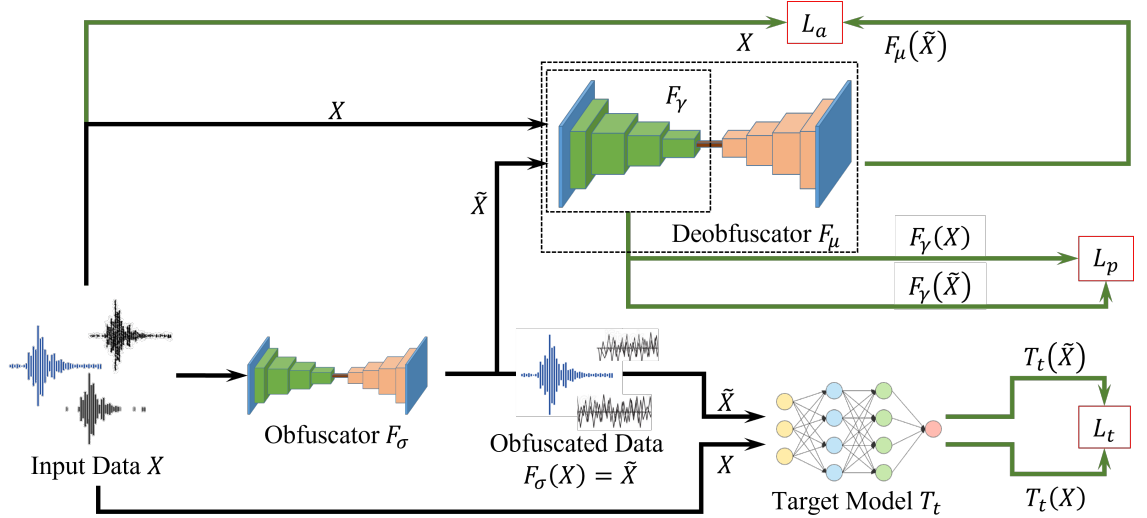 X
L_a
F_μ(X̃)
X
F_γ
X̃
Deobfuscator F_μ
F_γ(X)
L_p
F_γ(X̃)
T_t(X̃)
X̃
Obfuscator F_σ
Obfuscated Data
L_t
Input Data X
F_σ(X) = X̃
X
Target Model T_t
T_t(X)